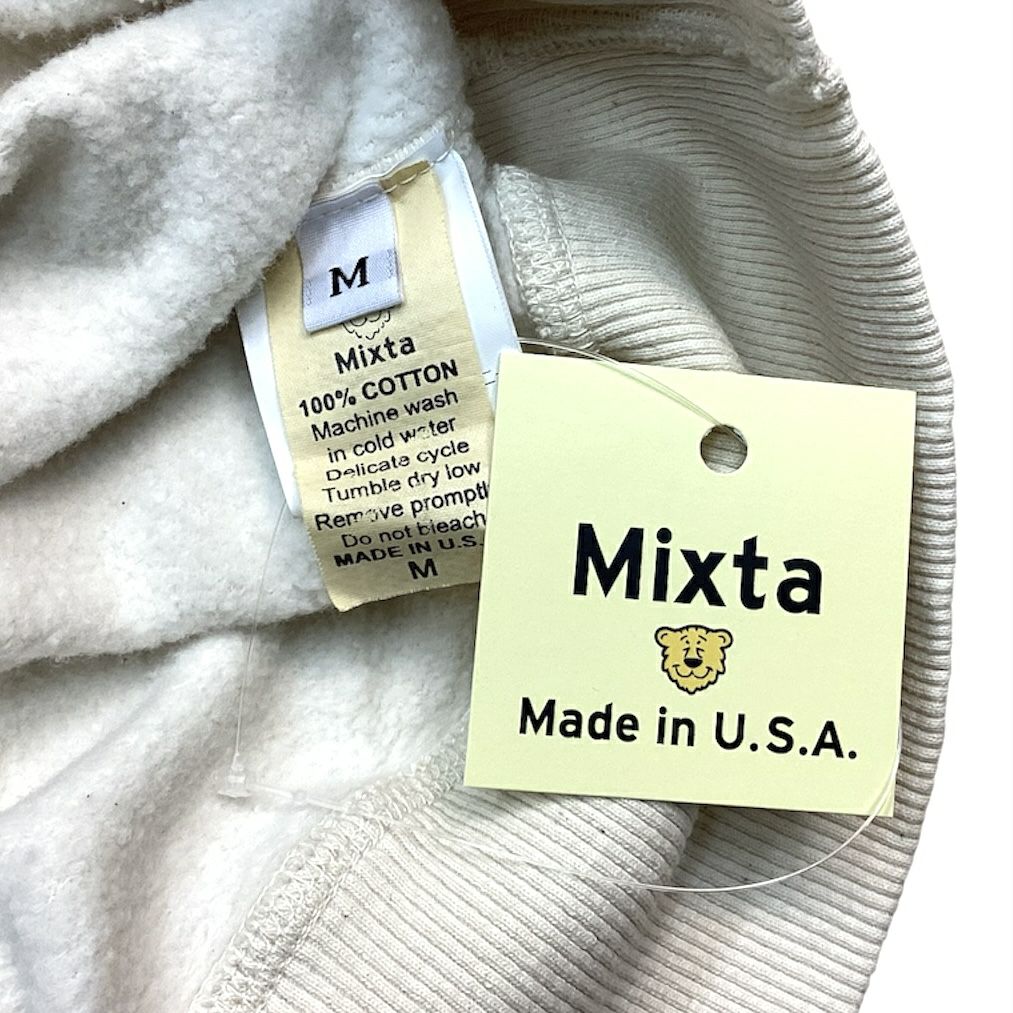 M
Mixta
100% COTTON
Machine wash
in cold water
Delicate cycle
Tumble dry low
Remove promptl
Do not bleach
MADE IN U.S.
M
Mixta
Made in U.S.A.